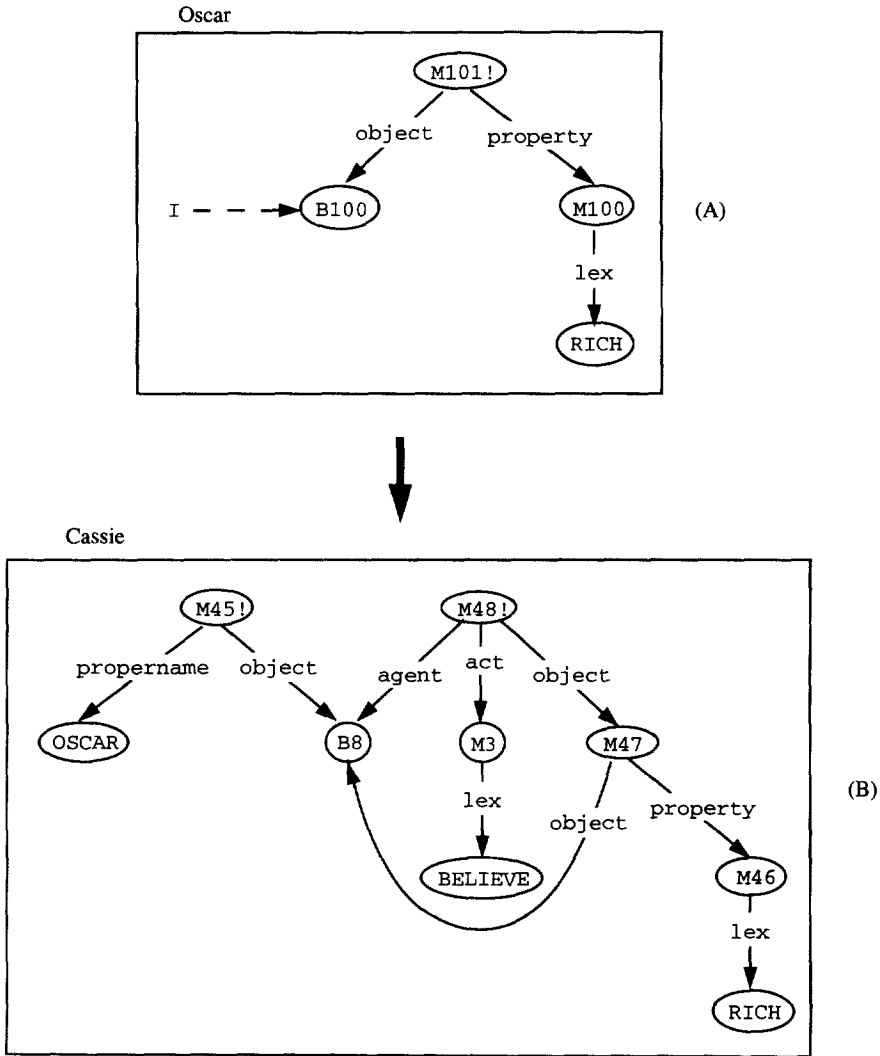 Oscar
M101!
object
property
I
B100
M100
(A)
lex
RICH
Cassie
M45!
M48!
propername
object
agent
act
object
OSCAR
B8
M3
M47
(B)
lex
object
property
BELIEVE
M46
lex
RICH